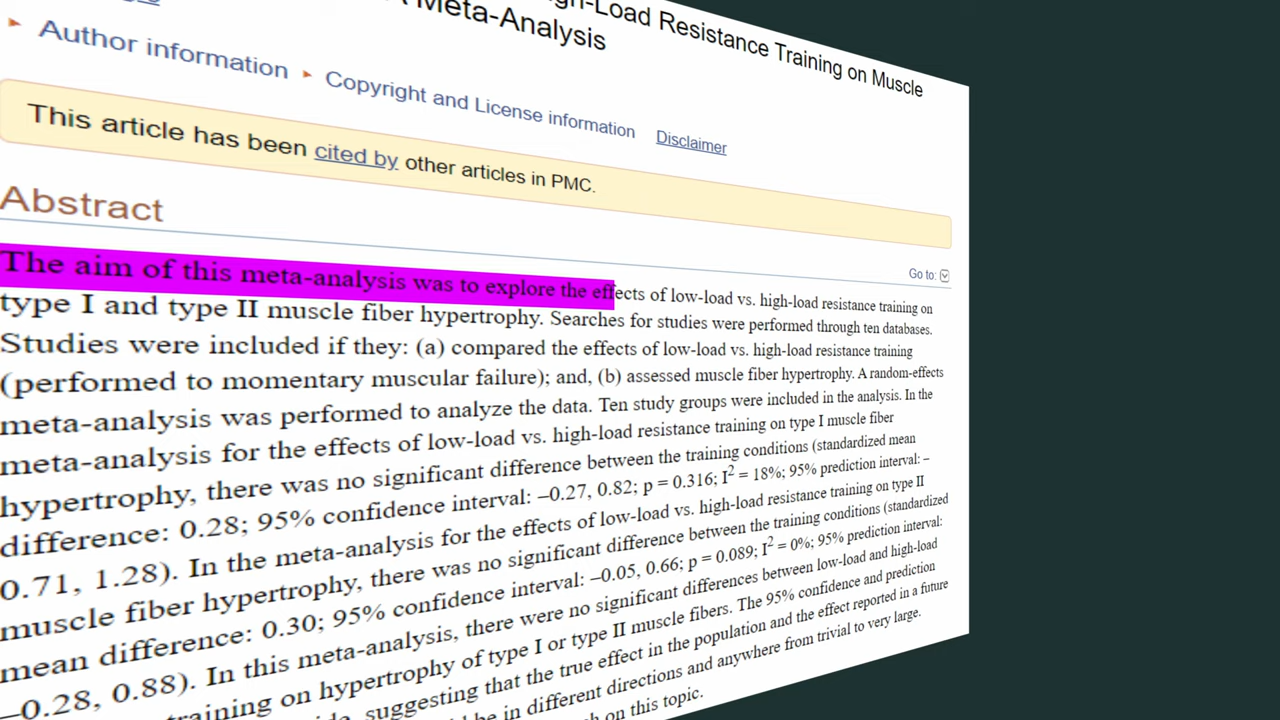 -Load Resistance Training on Muscle
Meta-Analysis
Author information Copyright and License information Disclaimer
This article has been cited by other articles in PMC.
Abstract
Go to:
The aim of this meta-analysis was to explore the effects of low-load vs. high-load resistance training on
type I and type II muscle fiber hypertrophy. Searches for studies were performed through ten databases.
Studies were included if they: (a) compared the effects of low-load vs. high-load resistance training
(performed to momentary muscular failure); and, (b) assessed muscle fiber hypertrophy. A random-effects
meta-analysis was performed to analyze the data. Ten study groups were included in the analysis. In the
meta-analysis for the effects of low-load vs. high-load resistance training on type I muscle fiber
hypertrophy, there was no significant difference between the training conditions (standardized mean
difference: 0.28; 95% confidence interval: –0.27, 0.82; p = 0.316; I² = 18%; 95% prediction interval: –
0.71, 1.28). In the meta-analysis for the effects of low-load vs. high-load resistance training on type II
muscle fiber hypertrophy, there was no significant difference between the training conditions (standardized
mean difference: 0.30; 95% confidence interval: –0.05, 0.66; p = 0.089; I² = 0%; 95% prediction interval:
–0.28, 0.88). In this meta-analysis, there were no significant differences between low-load and high-load
training on hypertrophy of type I or type II muscle fibers. The 95% confidence and prediction
suggesting that the true effect in the population and the effect reported in a future
be in different directions and anywhere from trivial to very large.
on this topic.